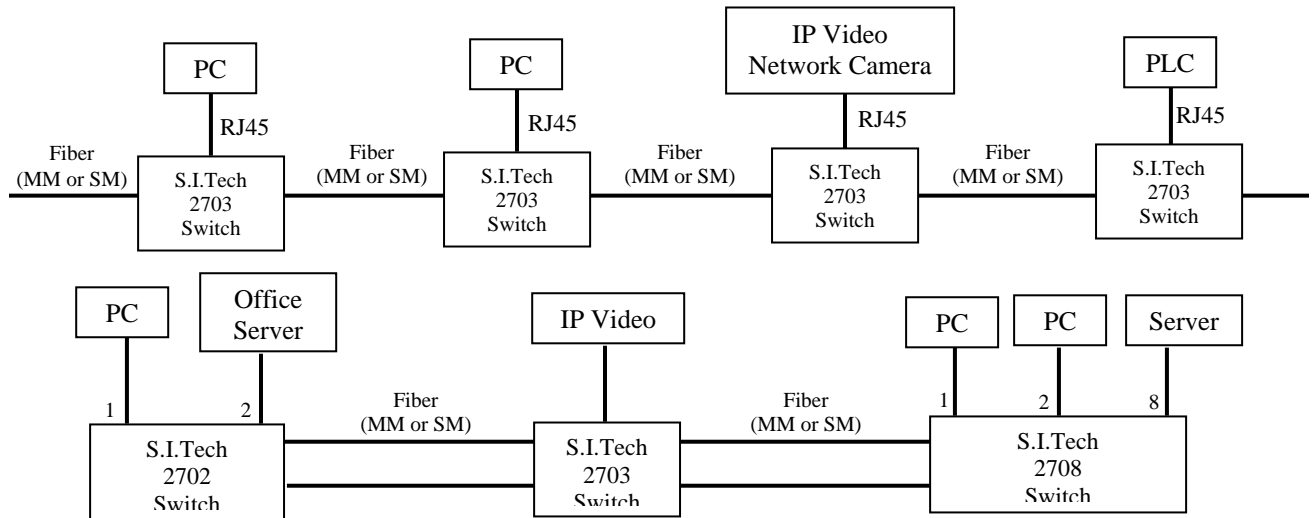 PC
PC
IP Video
Network Camera
PLC
RJ45
RJ45
RJ45
RJ45
Fiber
(MM or SM)
Fiber
(MM or SM)
Fiber
(MM or SM)
Fiber
(MM or SM)
S.I.Tech
2703
Switch
S.I.Tech
2703
Switch
S.I.Tech
2703
Switch
S.I.Tech
2703
Switch
PC
Office
Server
IP Video
PC
PC
Server
1
2
Fiber
(MM or SM)
Fiber
(MM or SM)
1
2
8
S.I.Tech
2702
Switch
S.I.Tech
2703
Switch
S.I.Tech
2708
Switch